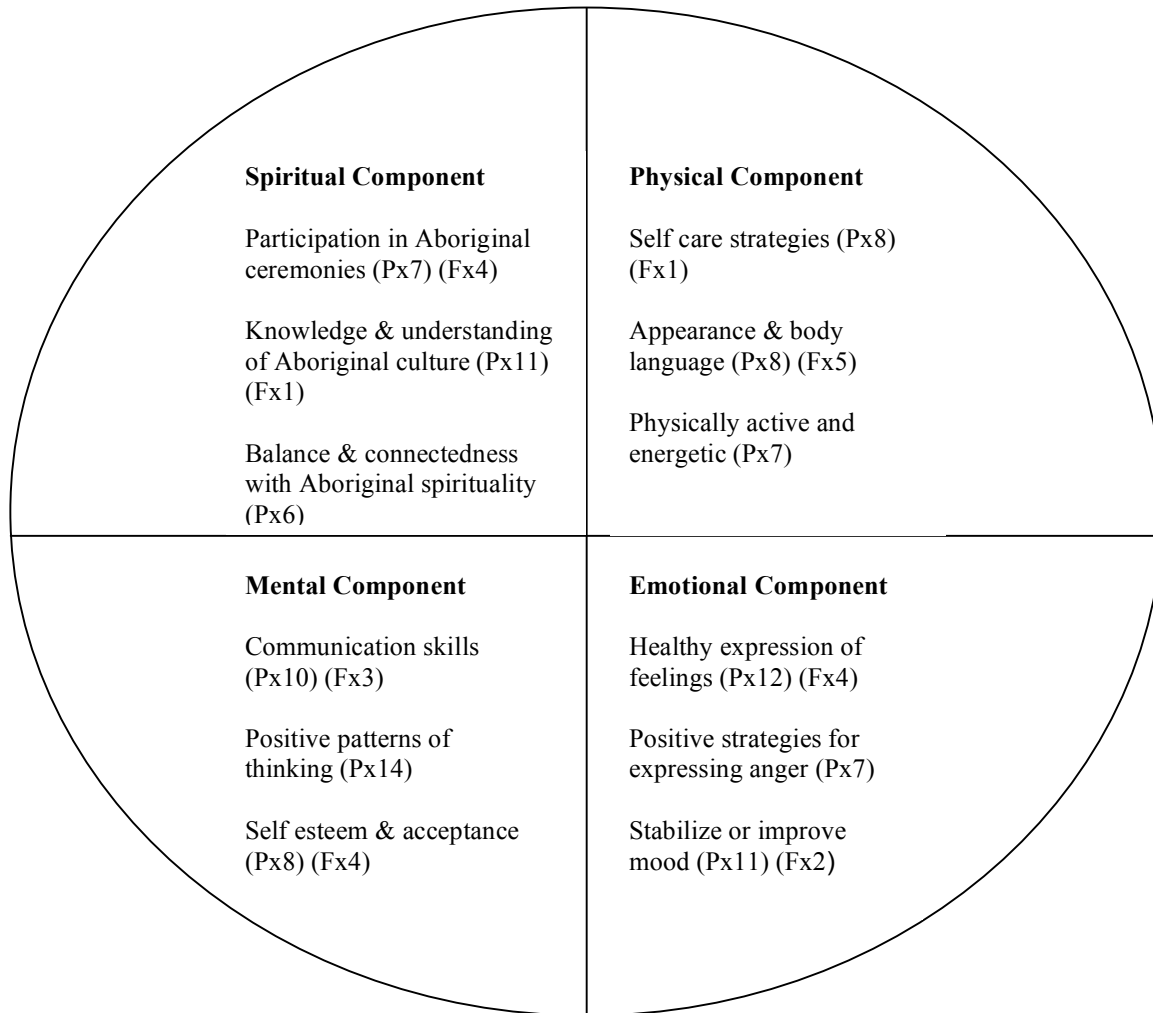 Spiritual Component
Participation in Aboriginal
ceremonies (Px7) (Fx4)
Knowledge & understanding
of Aboriginal culture (Px11)
(Fx1)
Balance & connectedness
with Aboriginal spirituality
(Px6)
Physical Component
Self care strategies (Px8)
(Fx1)
Appearance & body
language (Px8) (Fx5)
Physically active and
energetic (Px7)
Mental Component
Communication skills
(Px10) (Fx3)
Positive patterns of
thinking (Px14)
Self esteem & acceptance
(Px8) (Fx4)
Emotional Component
Healthy expression of
feelings (Px12) (Fx4)
Positive strategies for
expressing anger (Px7)
Stabilize or improve
mood (Px11) (Fx2)